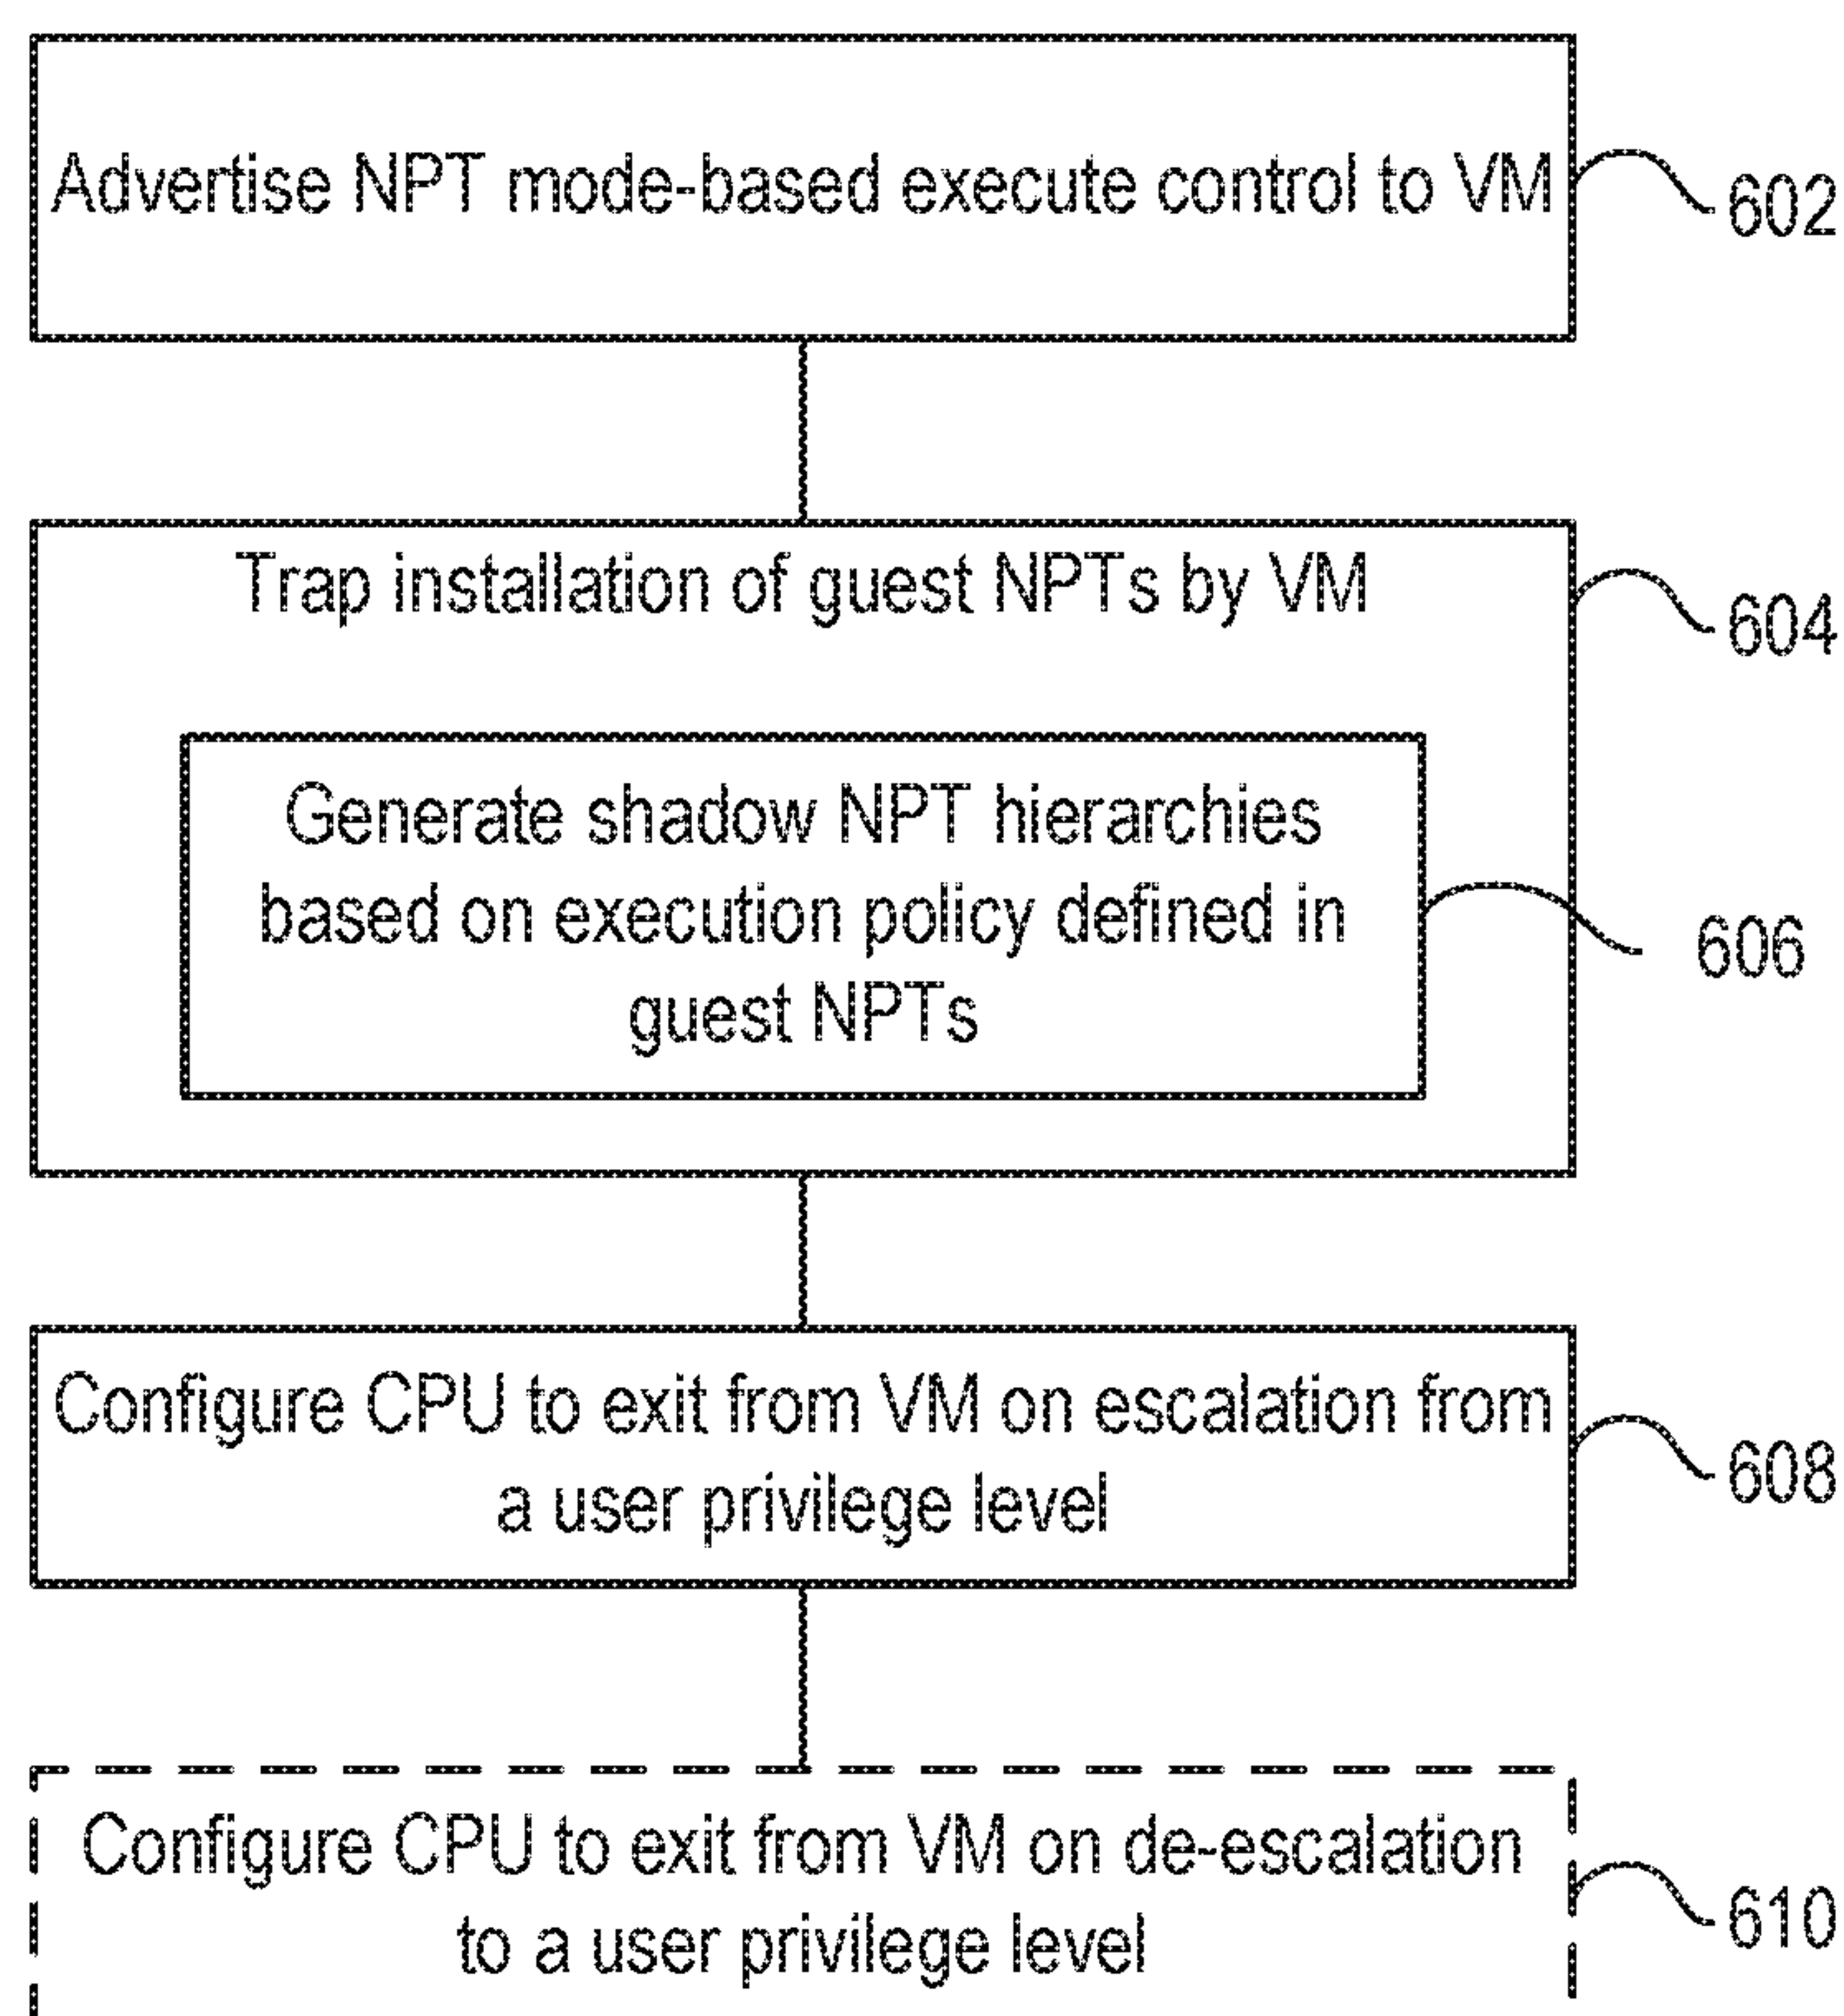 Advertise NPT mode-based execute control to VM
602
Trap installation of guest NPTs by VM
604
Generate shadow NPT hierarchies
based on execution policy defined in
guest NPTs
606
Configure CPU to exit from VM on escalation from
a user privilege level
608
Configure CPU to exit from VM on de-escalation
to a user privilege level
610